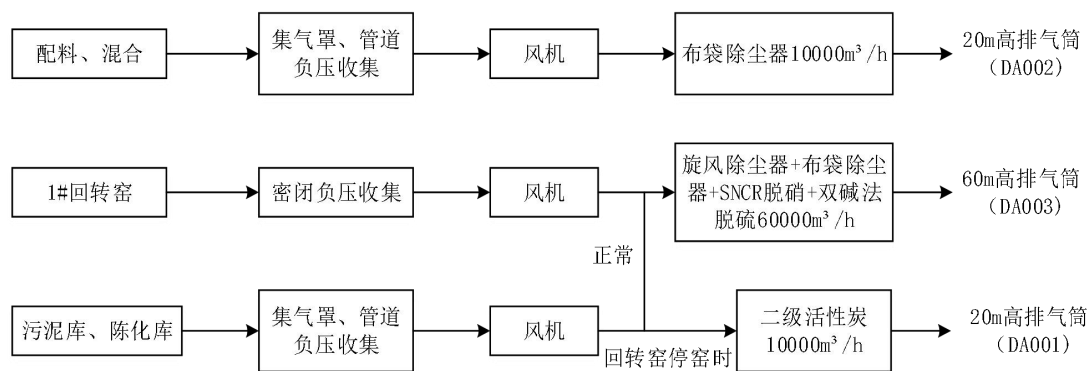 配料、混合
集气罩、管道
负压收集
风机
布袋除尘器10000m³/h
20m高排气筒
（DA002）
1#回转窑
密闭负压收集
风机
旋风除尘器+布袋除尘
器+SNCR脱硝+双碱法
脱硫60000m³/h
60m高排气筒
（DA003）
正常
污泥库、陈化库
集气罩、管道
负压收集
风机
回转窑停窑时
二级活性炭
10000m³/h
20m高排气筒
（DA001）